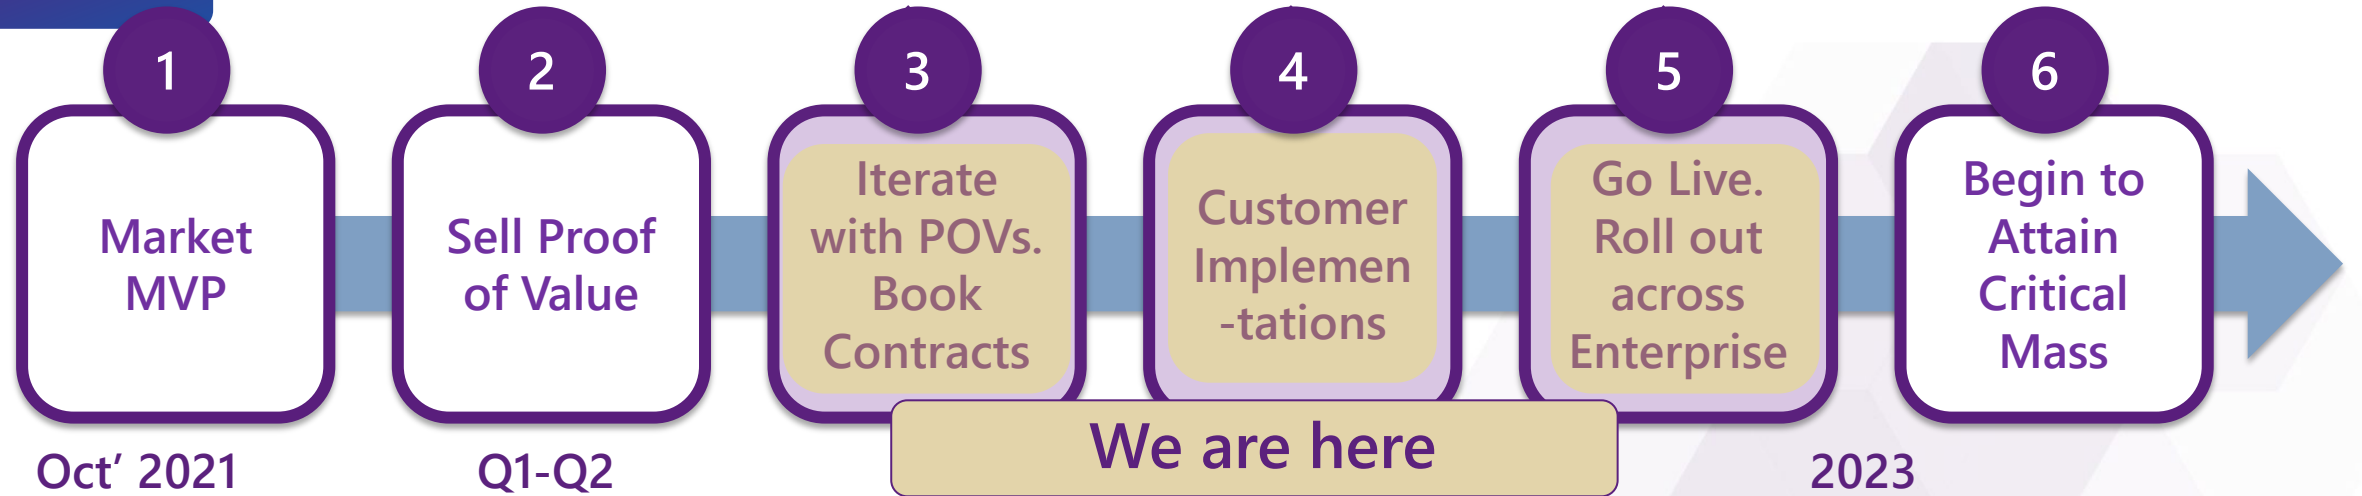 1
Market
MVP
2
Sell Proof
of Value
3
Iterate
with POVs.
Book
Contracts
4
Customer
Implemen
-tations
5
Go Live.
Roll out
across
Enterprise
6
Begin to
Attain
Critical
Mass
Oct’ 2021
Q1-Q2
We are here
2023